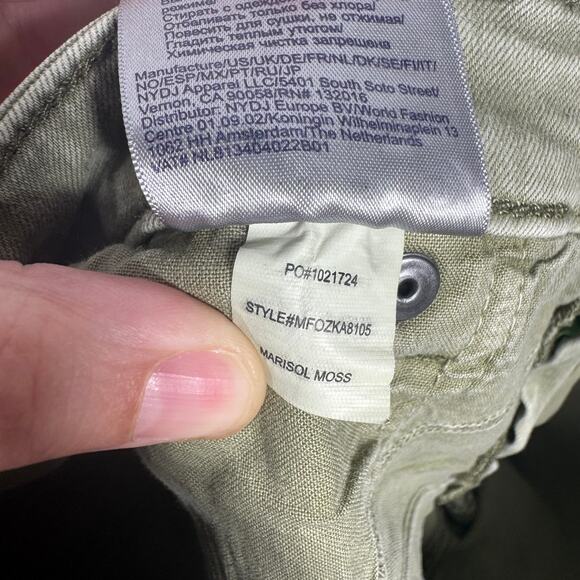 режиме/
Стирать с одеждой
Отбеливать только без хлора/
Повесить для сушки, не отжимая/
Гладить теплым утюгом/
Химическая чистка запрещена
Manufacture/US/UK/DE/FR/NL/DK/SE/FI/IT/
NO/ESP/MX/PT/RU/JP
NYDJ Apparel LLC/5401 South Soto Street/
Vernon, CA 90058/RN# 132016
Distributor: NYDJ Europe BV/World Fashion
Centre 01.09.02/Koningin Wilhelminaplein 13
1062 HH Amsterdam/The Netherlands
VAT# NL813404022B01
PO#1021724
STYLE#MFOZKA8105
MARISOL MOSS